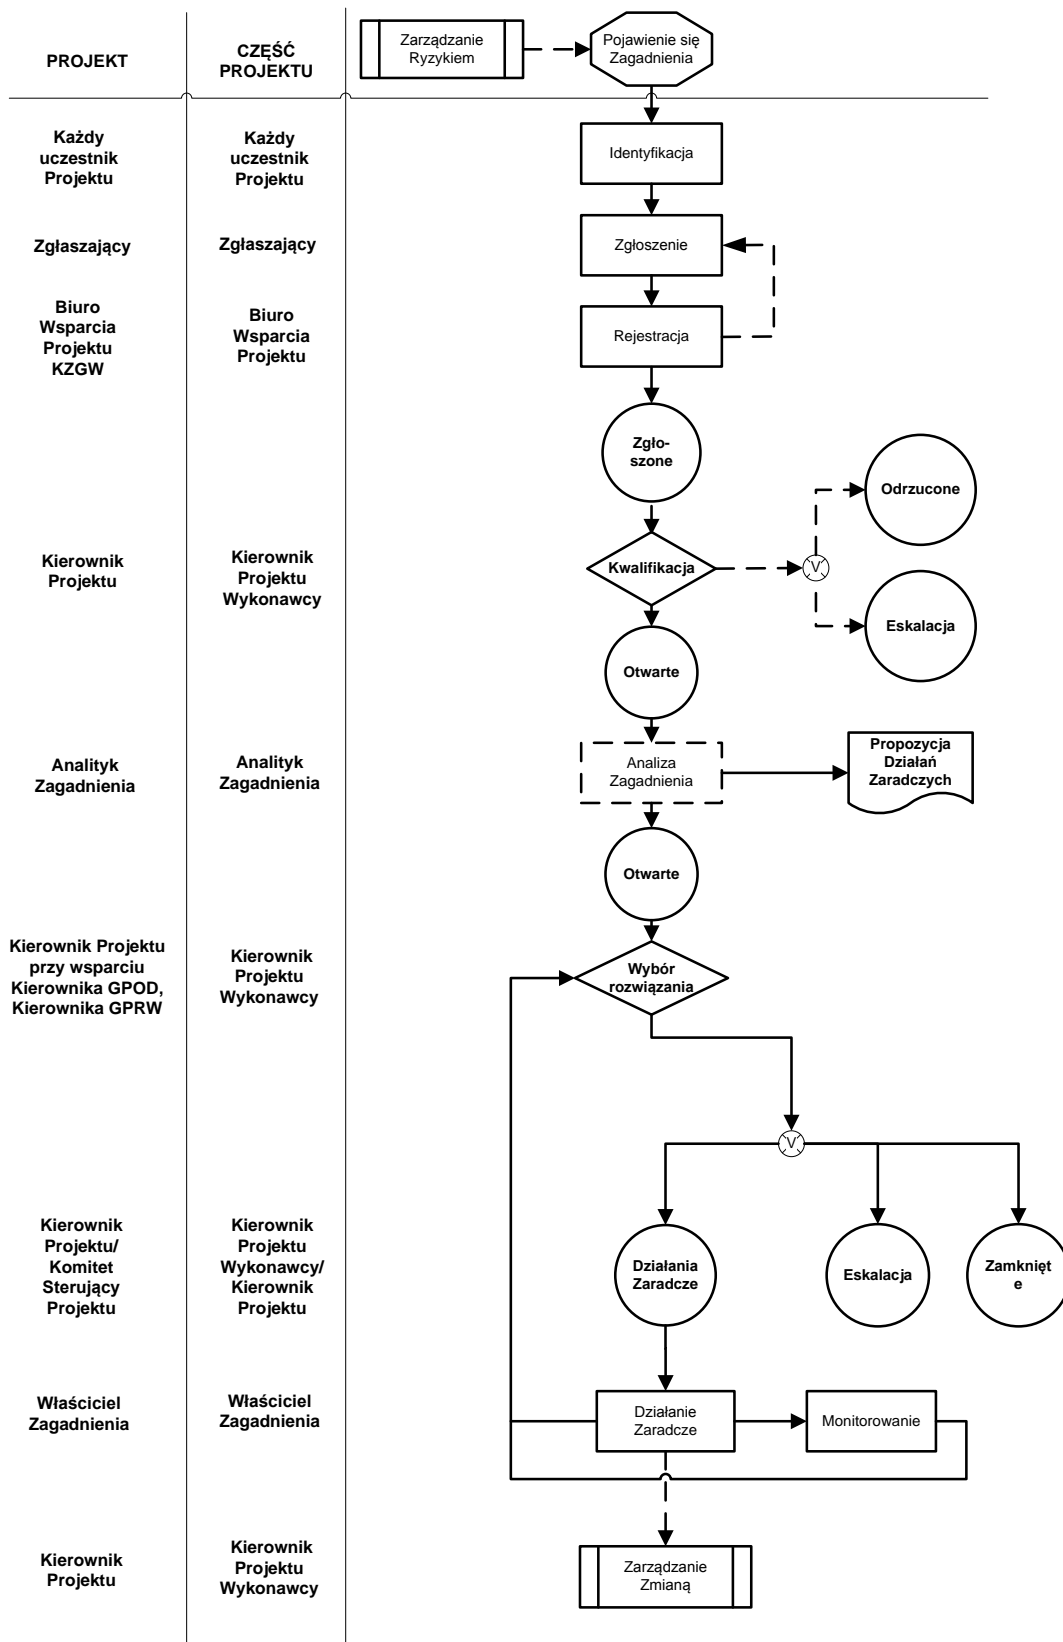 PROJEKT
CZĘŚĆ
PROJEKTU
Zarządzanie
Ryzykiem
Pojawienie się
Zagadnienia
Każdy
uczestnik
Projektu
Każdy
uczestnik
Projektu
Identyfikacja
Zgłaszający
Zgłaszający
Zgłoszenie
Biuro
Wsparcia
Projektu
KZGW
Biuro
Wsparcia
Projektu
Rejestracja
Zgło-
szone
Odrzucone
Kierownik
Projektu
Kierownik
Projektu
Wykonawcy
Kwalifikacja
V
Eskalacja
Otwarte
Analityk
Zagadnienia
Analityk
Zagadnienia
Analiza
Zagadnienia
Propozycja
Działań
Zaradczych
Otwarte
Kierownik Projektu
przy wsparciu
Kierownika GPOD,
Kierownika GPRW
Kierownik
Projektu
Wykonawcy
Wybór
rozwiązania
V
Kierownik
Projektu/
Komitet
Sterujący
Projektu
Kierownik
Projektu
Wykonawcy/
Kierownik
Projektu
Działania
Zaradcze
Eskalacja
Zamknięt
e
Właściciel
Zagadnienia
Właściciel
Zagadnienia
Działanie
Zaradcze
Monitorowanie
Kierownik
Projektu
Kierownik
Projektu
Wykonawcy
Zarządzanie
Zmianą